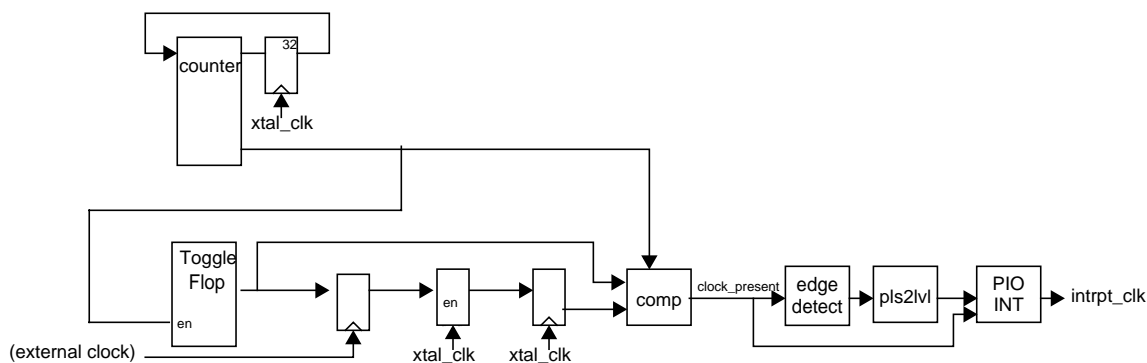 32
counter
xtal_clk
Toggle
Flop
en
(external clock)
en
xtal_clk
xtal_clk
comp
clock_present
edge
detect
pls2lvl
PIO
INT
intrpt_clk